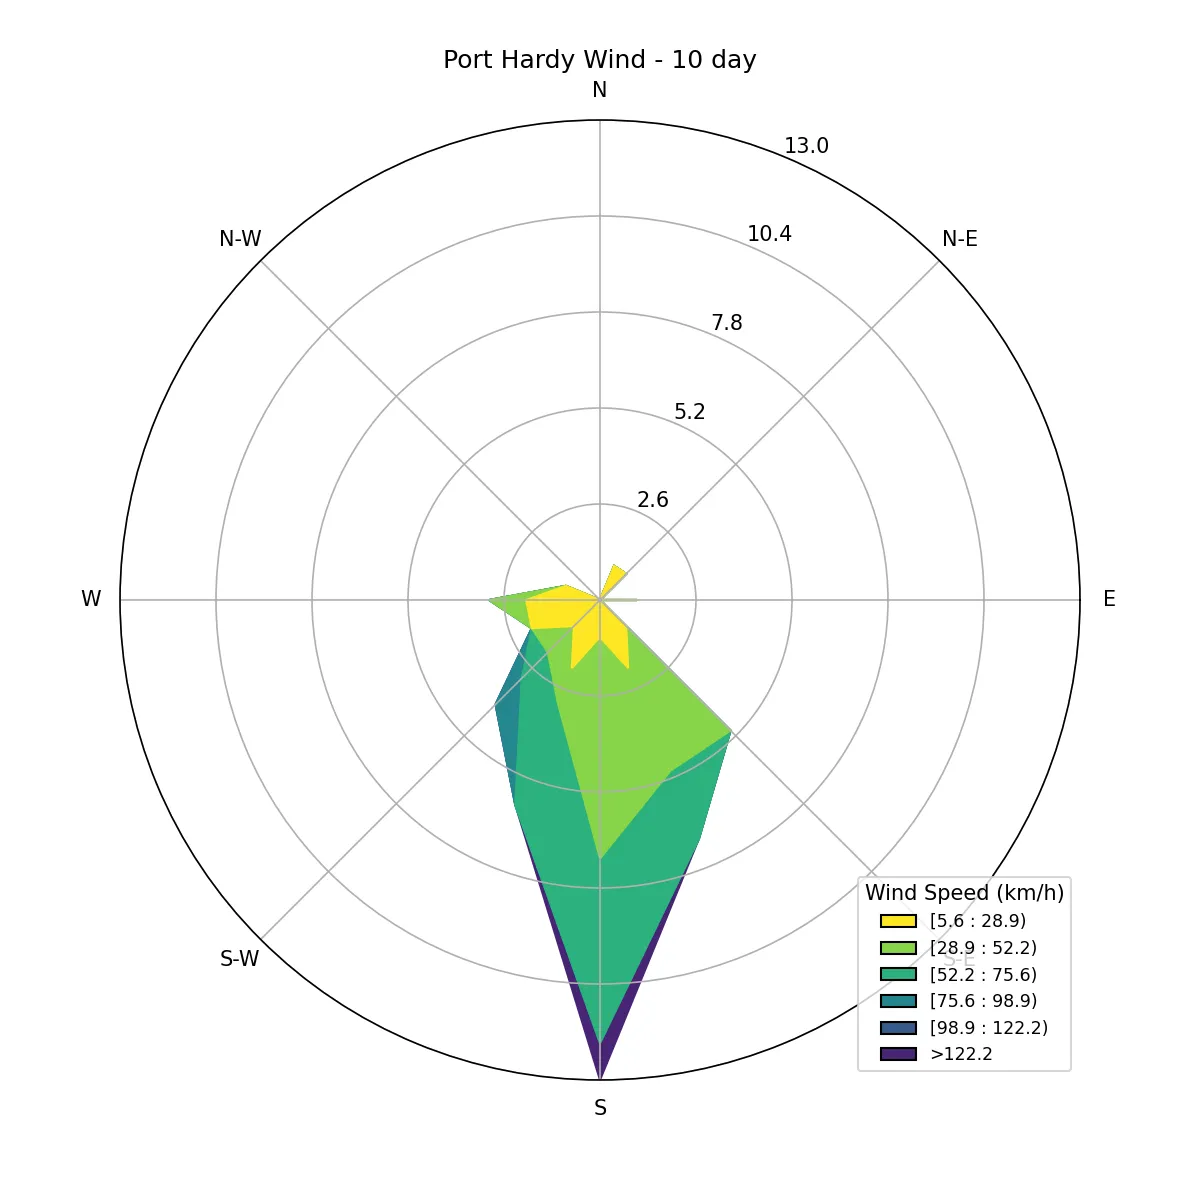 Port Hardy Wind - 10 day
N
13.0
N-W
N-E
10.4
7.8
5.2
2.6
W
E
Wind Speed (km/h)
[5.6 : 28.9)
[28.9 : 52.2)
S-W
S-E
[52.2 : 75.6)
[75.6 : 98.9)
[98.9 : 122.2)
>122.2
S